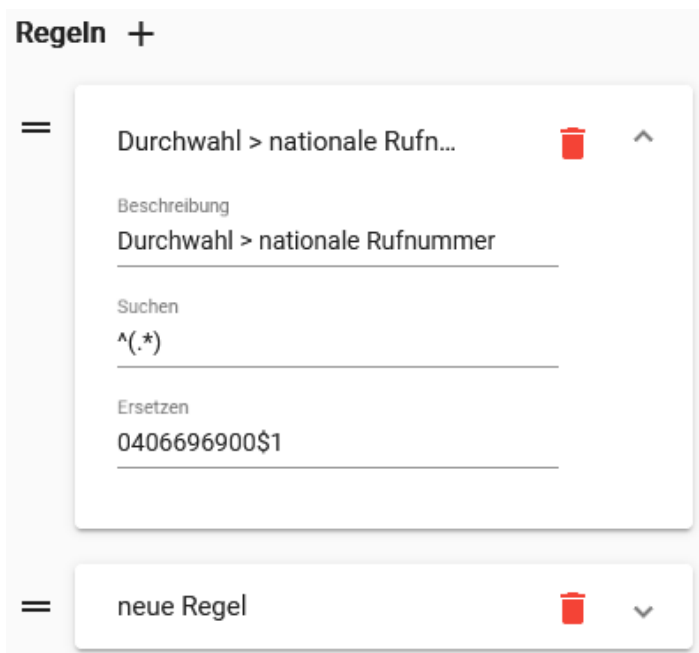 Regeln +
Durchwahl > nationale Rufn...
Beschreibung
Durchwahl > nationale Rufnummer
Suchen
^(.*)
Ersetzen
0406696900$1
neue Regel